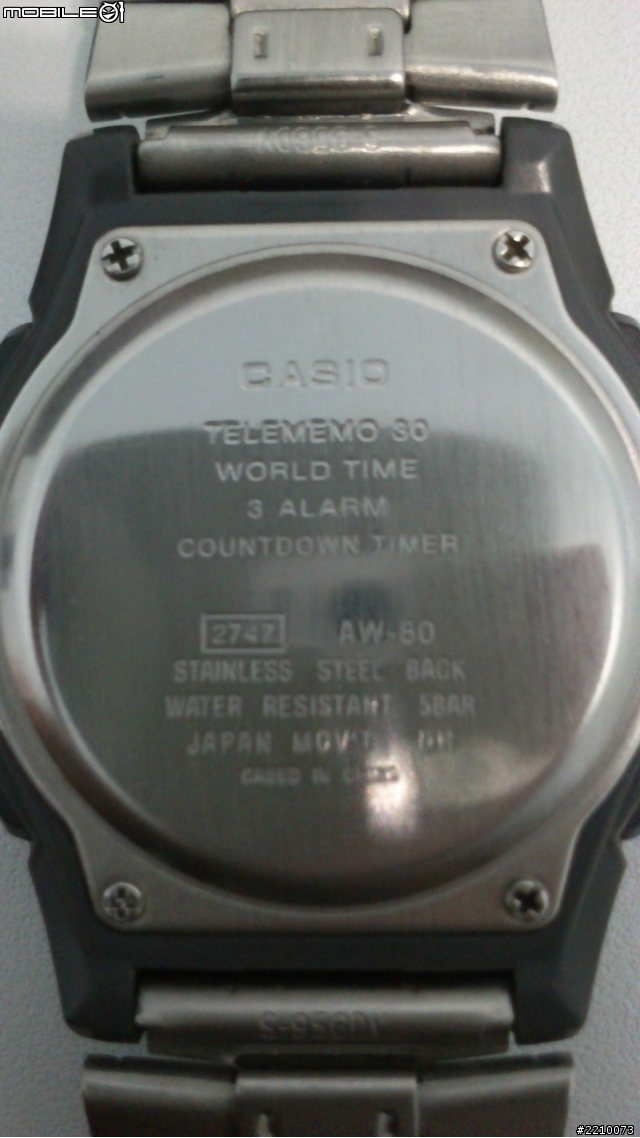 MOBILE01
CASIO
TELEMEMO 30
WORLD TIME
3 ALARM
COUNTDOWN TIMER
2747 AW-80
STAINLESS STEEL BACK
WATER RESISTANT 5BAR
JAPAN MOV'T
CASED IN CHINA
#2210073